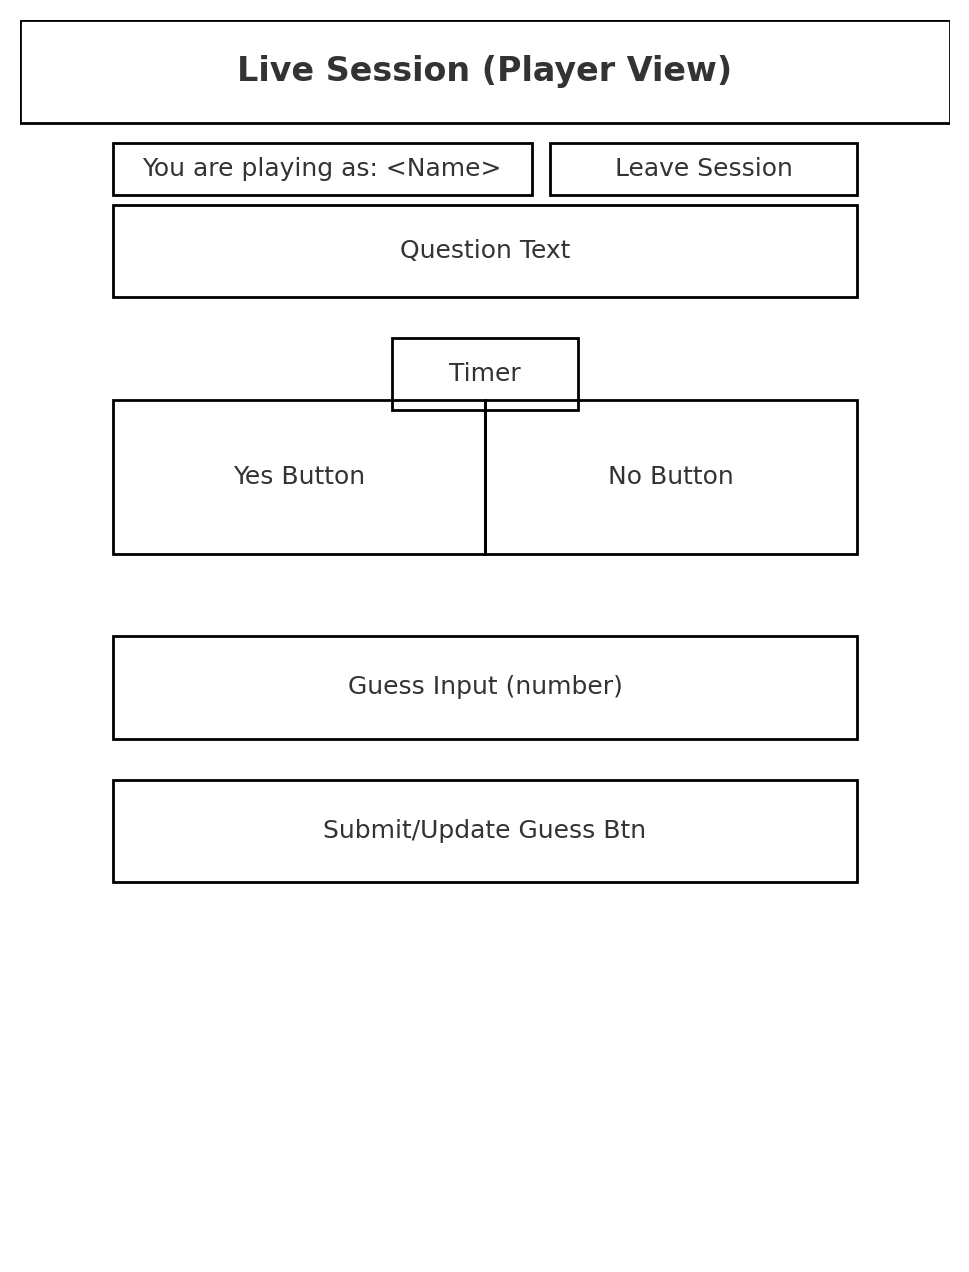 Live Session (Player View)
You are playing as: <Name>
Leave Session
Question Text
Timer
Yes Button
No Button
Guess Input (number)
Submit/Update Guess Btn